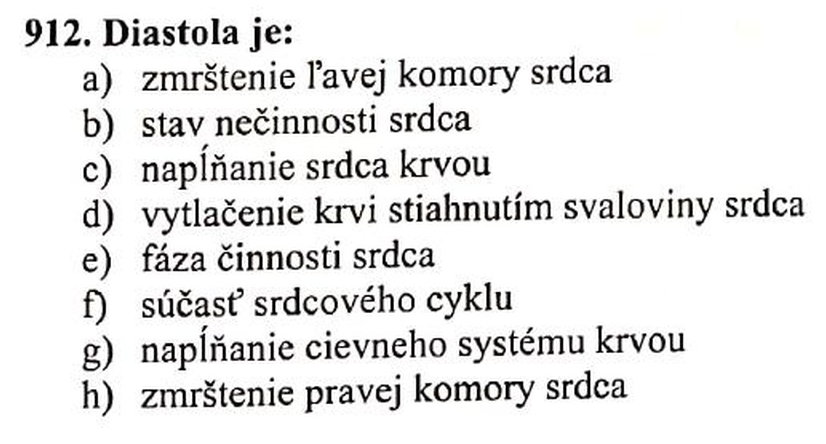 912. Diastola je:
a) zmrštenie ľavej komory srdca
b) stav nečinnosti srdca
c) napĺňanie srdca krvou
d) vytlačenie krvi stiahnutím svaloviny srdca
e) fáza činnosti srdca
f) súčasť srdcového cyklu
g) napĺňanie cievneho systému krvou
h) zmrštenie pravej komory srdca